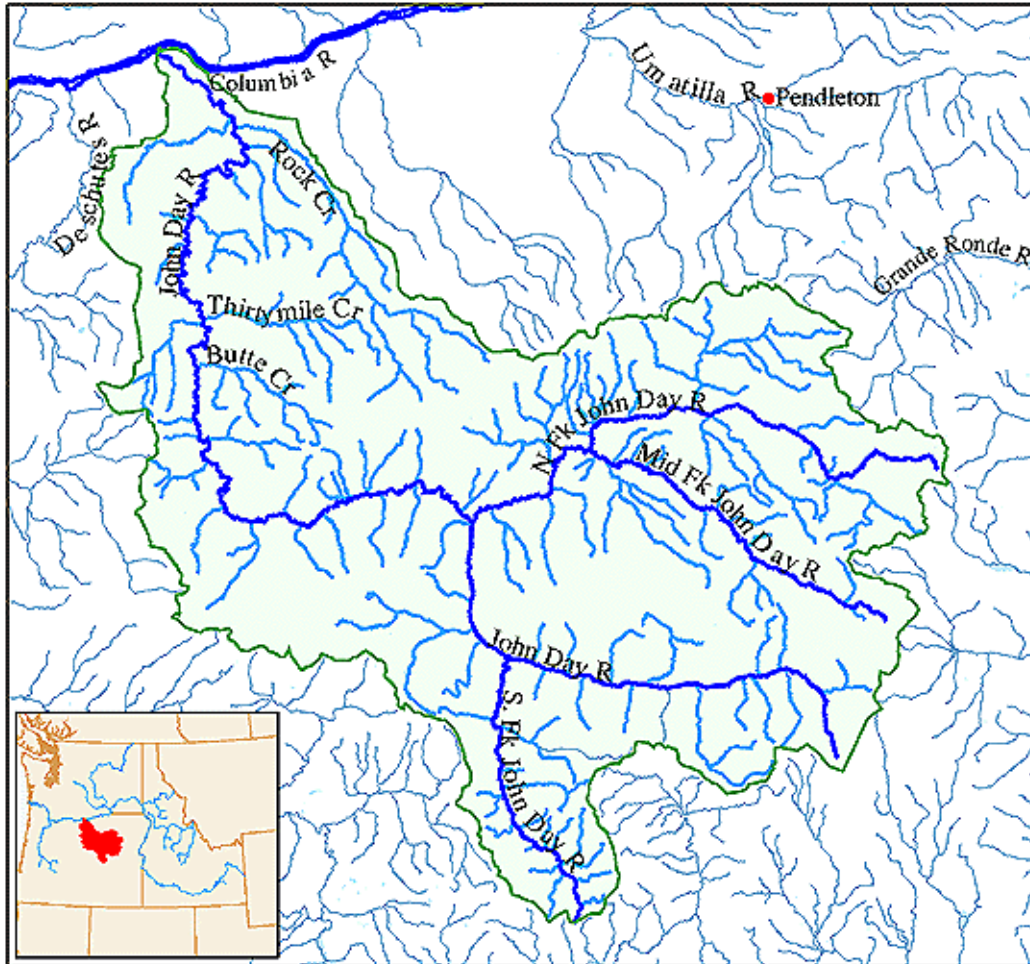 Columbia R
Umatilla R
Pendleton
Deschutes R
Rock Cr
John Day R
Grande Ronde R
Thirtymile Cr
Butte Cr
N Fk John Day R
Mid Fk John Day R
John Day R
S. Fk John Day R